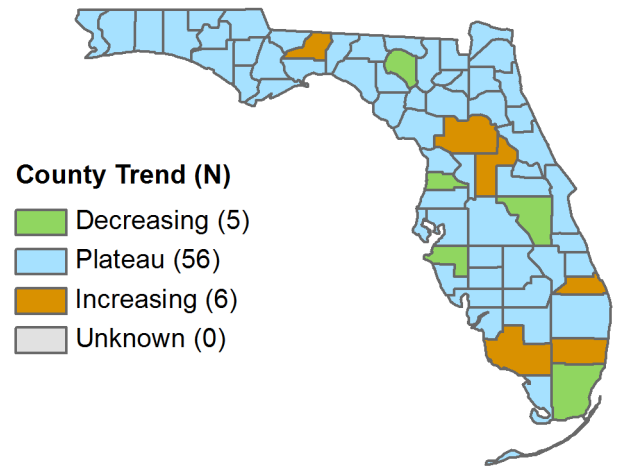 County Trend (N)
Decreasing (5)
Plateau (56)
Increasing (6)
Unknown (0)